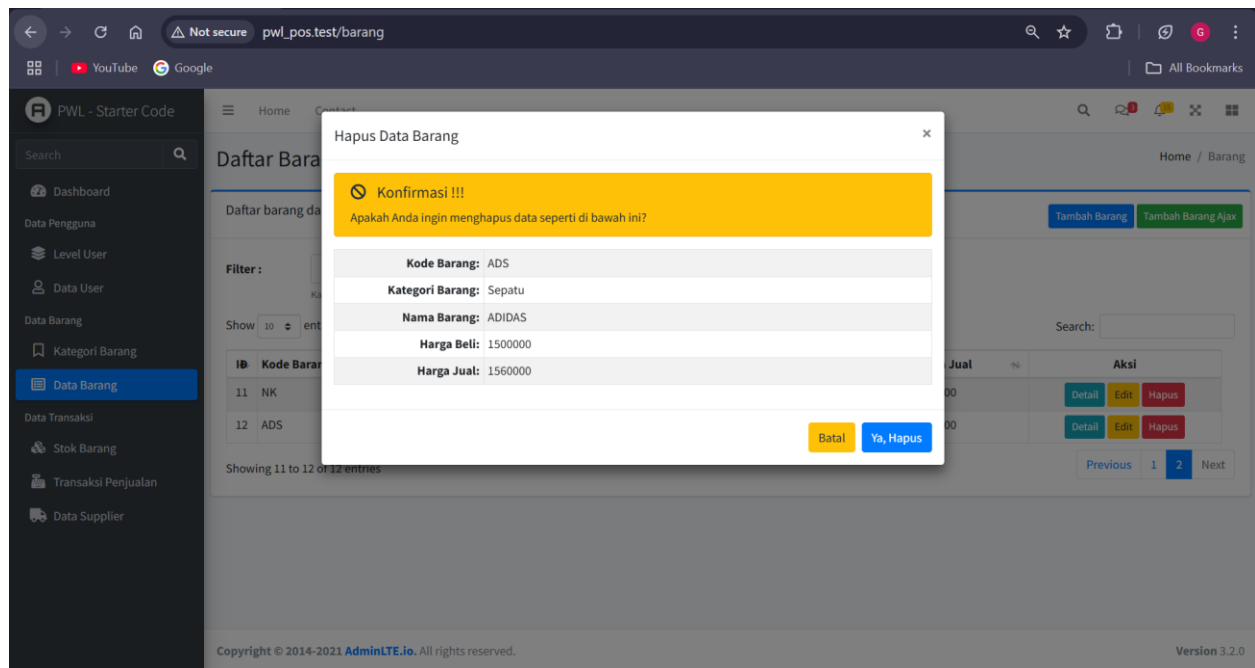 Not secure pwl_pos.test/barang G
YouTube Google All Bookmarks
PWL - Starter Code Home Contact
Hapus Data Barang ×
Search Daftar Bara Home / Barang
Konfirmasi !!!
Apakah Anda ingin menghapus data seperti di bawah ini?
Dashboard
Data Pengguna Daftar barang da Tambah Barang Tambah Barang Ajax
Level User
Filter : Kode Barang: ADS
Data User Ka Kategori Barang: Sepatu
Data Barang Show 10 ent Nama Barang: ADIDAS Search:
Kategori Barang Harga Beli: 1500000
ID Kode Baran Harga Jual: 1560000 Jual Aksi
Data Barang 11 NK 00 Detail Edit Hapus
Data Transaksi 12 ADS 00 Detail Edit Hapus
Batal Ya, Hapus
Stok Barang
Showing 11 to 12 of 12 entries Previous 1 2 Next
Transaksi Penjualan
Data Supplier
Copyright © 2014-2021 AdminLTE.io. All rights reserved. Version 3.2.0